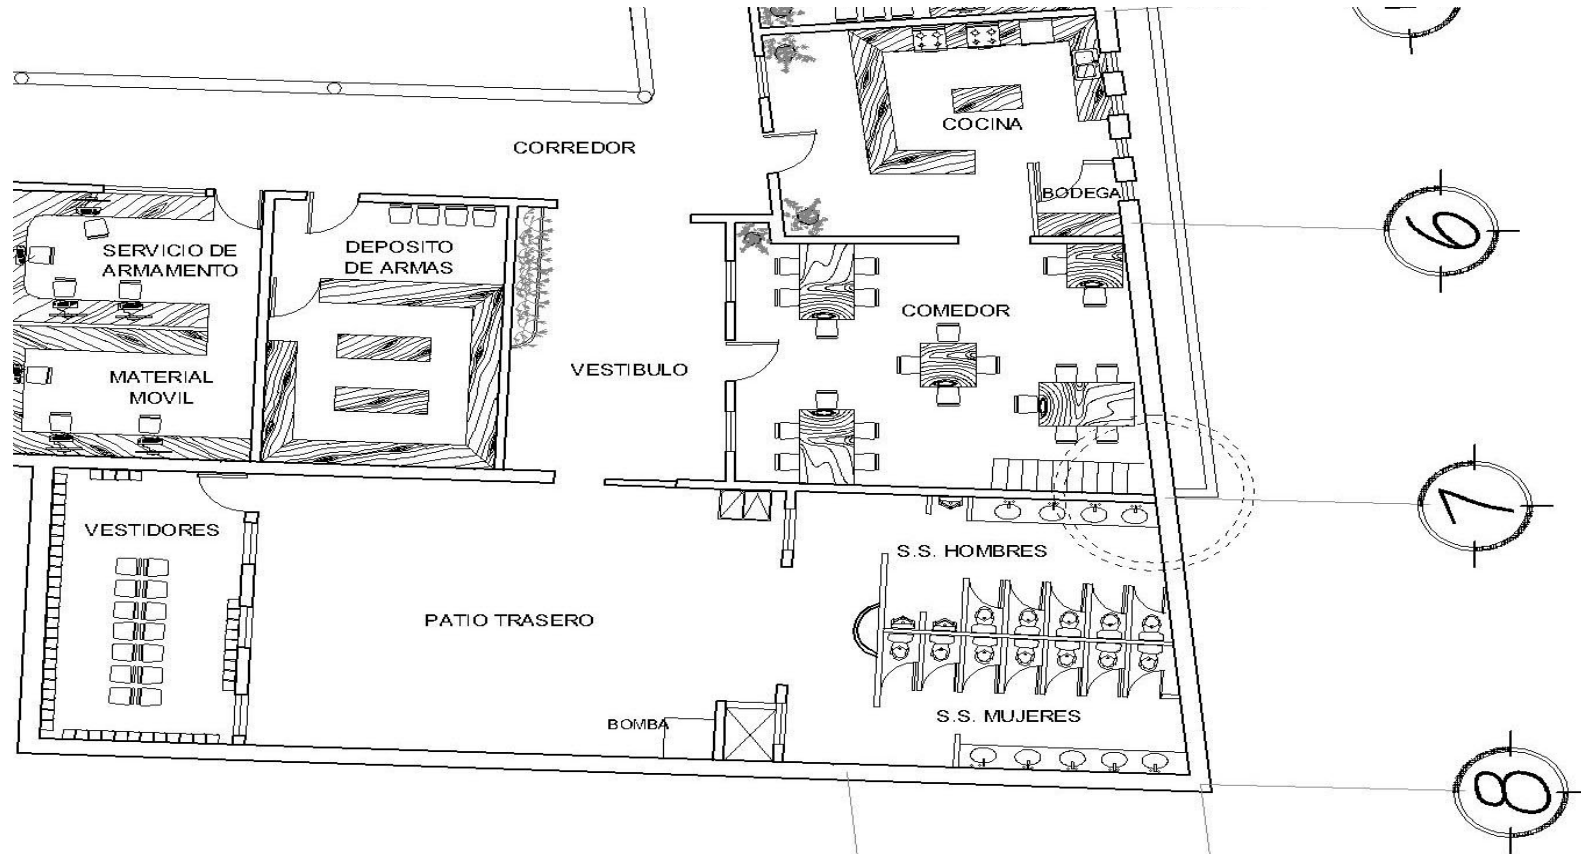 COCINA
CORREDOR
BODEGA
6
SERVICIO DE
ARMAMENTO
DEPOSITO
DE ARMAS
COMEDOR
VESTIBULO
MATERIAL
MOVIL
7
VESTIDORES
S.S. HOMBRES
PATIO TRASERO
S.S. MUJERES
BOMBA
8